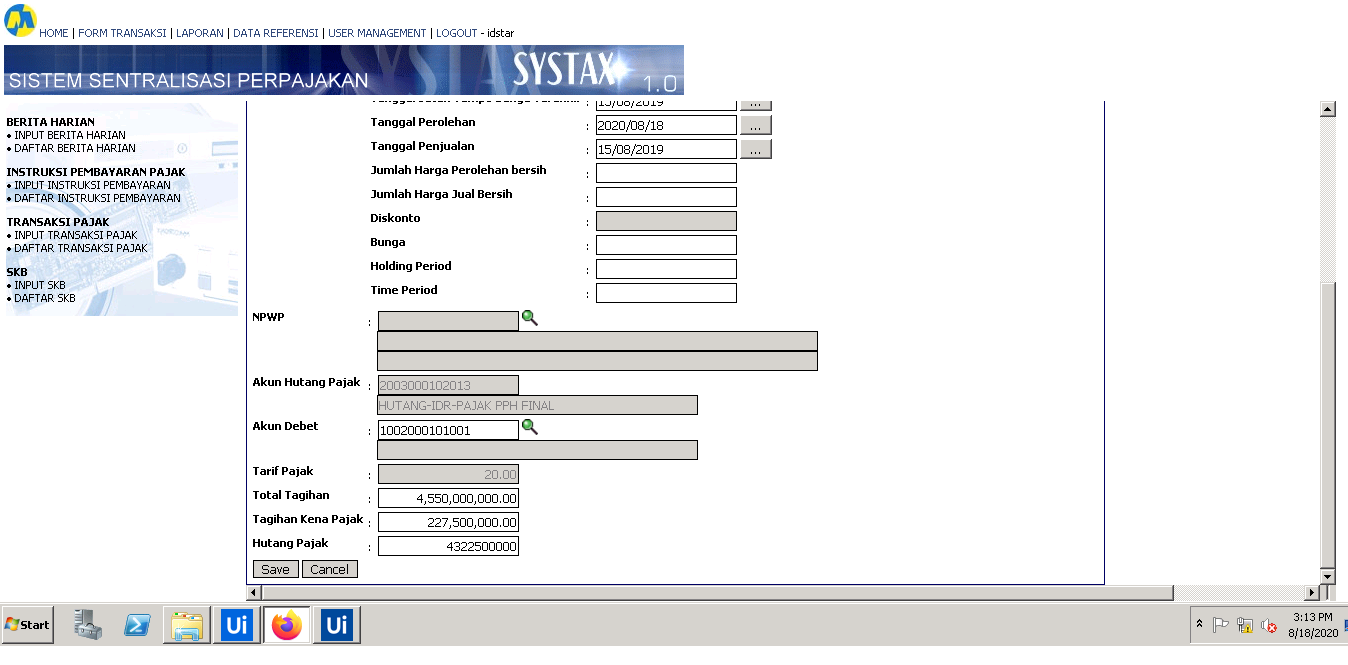 HOME | FORM TRANSAKSI | LAPORAN | DATA REFERENSI | USER MANAGEMENT | LOGOUT - idstar
SISTEM SENTRALISASI PERPAJAKAN
SYSTAX
1.0
BERITA HARIAN
• INPUT BERITA HARIAN
• DAFTAR BERITA HARIAN
INSTRUKSI PEMBAYARAN PAJAK
• INPUT INSTRUKSI PEMBAYARAN
• DAFTAR INSTRUKSI PEMBAYARAN
TRANSAKSI PAJAK
• INPUT TRANSAKSI PAJAK
• DAFTAR TRANSAKSI PAJAK
SKB
• INPUT SKB
• DAFTAR SKB
: 15/08/2019 ...
Tanggal Perolehan : 2020/08/18 ...
Tanggal Penjualan : 15/08/2019 ...
Jumlah Harga Perolehan bersih :
Jumlah Harga Jual Bersih :
Diskonto :
Bunga :
Holding Period :
Time Period :
NPWP :
Akun Hutang Pajak : 2003000102013
HUTANG-IDR-PAJAK PPH FINAL
Akun Debet : 1002000101001
Tarif Pajak : 20.00
Total Tagihan : 4,550,000,000.00
Tagihan Kena Pajak : 227,500,000.00
Hutang Pajak : 4322500000
Save Cancel
Start
Ui
Ui
3:13 PM
8/18/2020